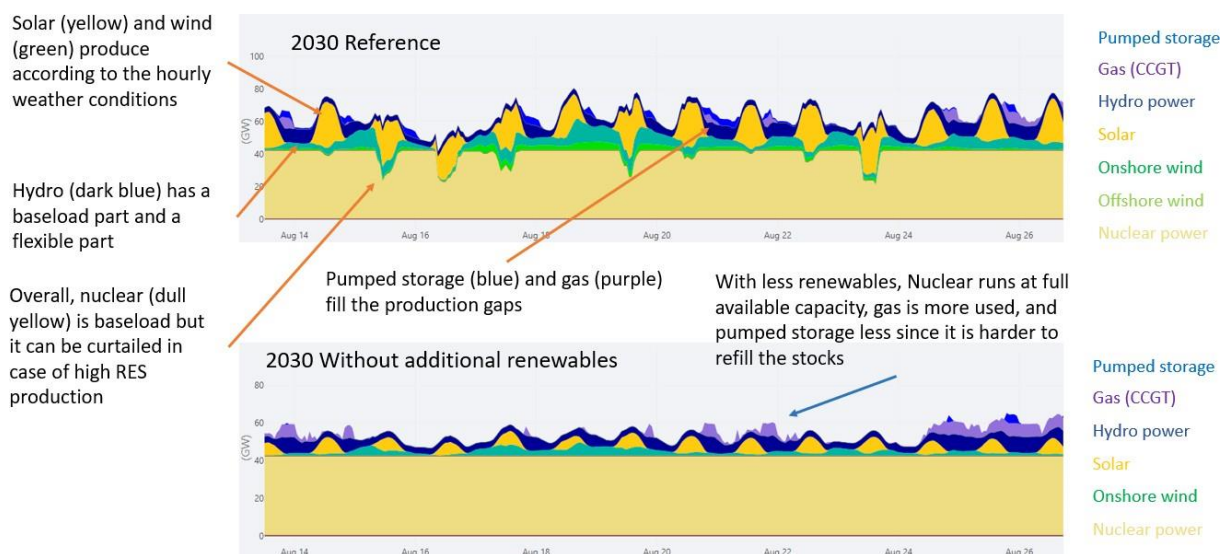 Solar (yellow) and wind
(green) produce
according to the hourly
weather conditions
Hydro (dark blue) has a
baseload part and a
flexible part
Overall, nuclear (dull
yellow) is baseload but
it can be curtailed in
case of high RES
production
2030 Reference
100
80
60
(GW)
40
20
0
Aug 14
Aug 16
Aug 18
Aug 20
Aug 22
Aug 24
Aug 26
Pumped storage
Gas (CCGT)
Hydro power
Solar
Onshore wind
Offshore wind
Nuclear power
Pumped storage (blue) and gas (purple)
fill the production gaps
With less renewables, Nuclear runs at full
available capacity, gas is more used, and
pumped storage less since it is harder to
refill the stocks
2030 Without additional renewables
80
60
(GW)
40
20
0
Aug 14
Aug 16
Aug 18
Aug 20
Aug 22
Aug 24
Aug 26
Pumped storage
Gas (CCGT)
Hydro power
Solar
Onshore wind
Nuclear power